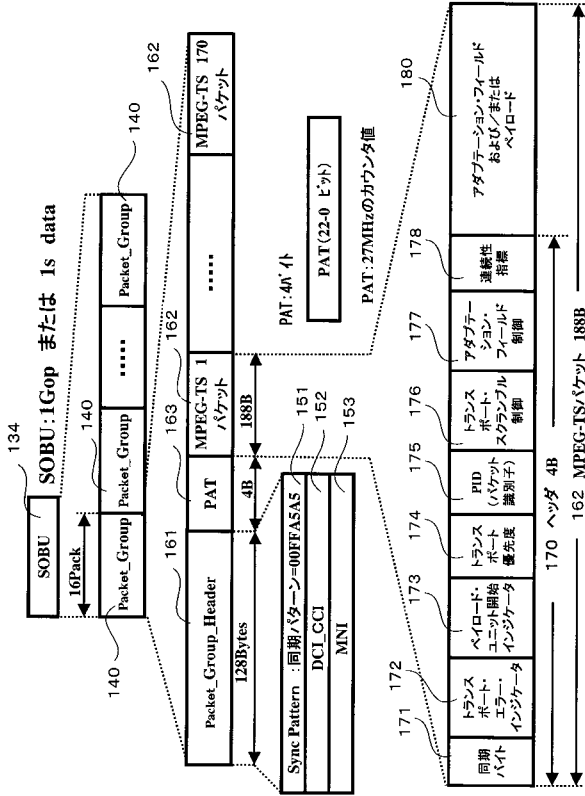 134
SOBU
SOBU:1Gop または 1s data
16Pack
140
140
140
Packet_Group
Packet_Group
•••••
Packet_Group
161
163
162
162
Packet_Group_Header
PAT
MPEG-TS 1
パケット
•••••
MPEG-TS 170
パケット
128Bytes
4B
188B
Sync Pattern :同期パターン=00FFA5A5
151
DCI_CCI
152
MNI
153
PAT:4バイト
PAT(22-0 ビット)
PAT:27MHzのカウンタ値
171
172
173
174
175
176
177
178
180
同期
バイト
トランス
ポート・
エラー・
インジケータ
ペイロード・
ユニット開始
インジケータ
トランス
ポート
優先度
PID
(パケット
識別子)
トランス
ポート・
スクランブル
制御
アダプテー
ション・
フィールド
制御
連続性
指標
アダプテーション・フィールド
および/または
ペイロード
170 ヘッダ 4B
162 MPEG-TSパケット 188B